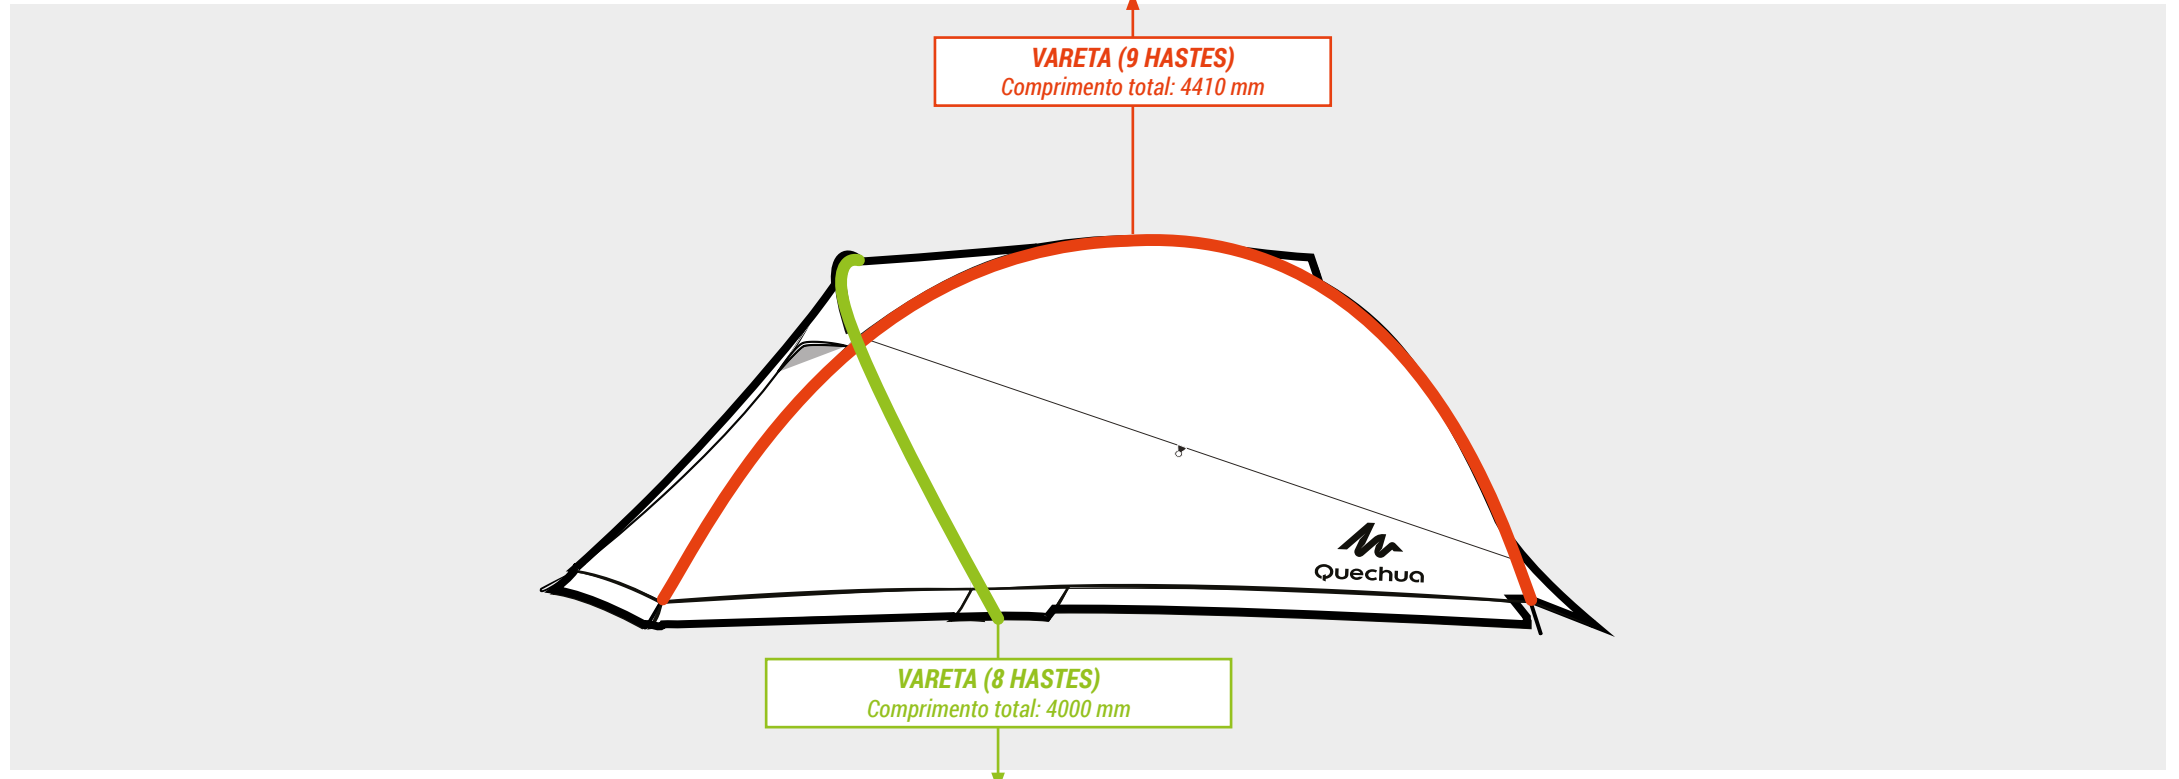 VARETA (9 HASTES)
Comprimento total: 4410 mm
Quechua
VARETA (8 HASTES)
Comprimento total: 4000 mm